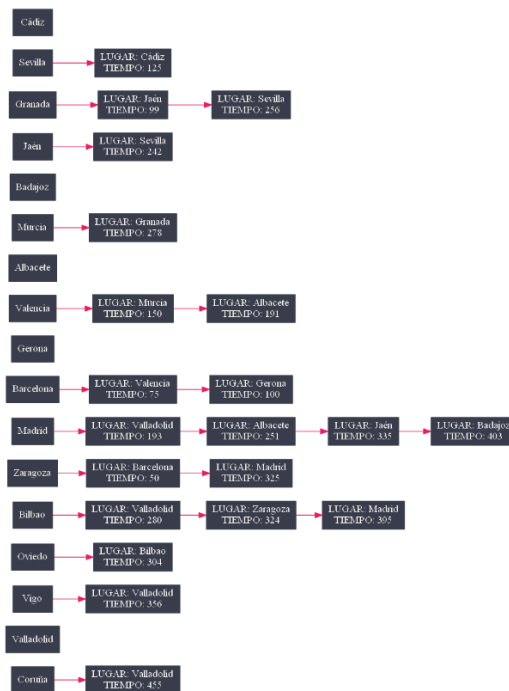 Cádiz
Sevilla
LUGAR: Cádiz
TIEMPO: 125
Granada
LUGAR: Jaén
TIEMPO: 99
LUGAR: Sevilla
TIEMPO: 256
Jaén
LUGAR: Sevilla
TIEMPO: 242
Badajoz
Murcia
LUGAR: Granada
TIEMPO: 278
Albacete
Valencia
LUGAR: Murcia
TIEMPO: 150
LUGAR: Albacete
TIEMPO: 191
Gerona
Barcelona
LUGAR: Valencia
TIEMPO: 75
LUGAR: Gerona
TIEMPO: 100
Madrid
LUGAR: Valladolid
TIEMPO: 193
LUGAR: Albacete
TIEMPO: 251
LUGAR: Jaén
TIEMPO: 335
LUGAR: Badajoz
TIEMPO: 403
Zaragoza
LUGAR: Barcelona
TIEMPO: 50
LUGAR: Madrid
TIEMPO: 325
Bilbao
LUGAR: Valladolid
TIEMPO: 280
LUGAR: Zaragoza
TIEMPO: 324
LUGAR: Madrid
TIEMPO: 395
Oviedo
LUGAR: Bilbao
TIEMPO: 304
Vigo
LUGAR: Valladolid
TIEMPO: 356
Valladolid
Coruña
LUGAR: Valladolid
TIEMPO: 455